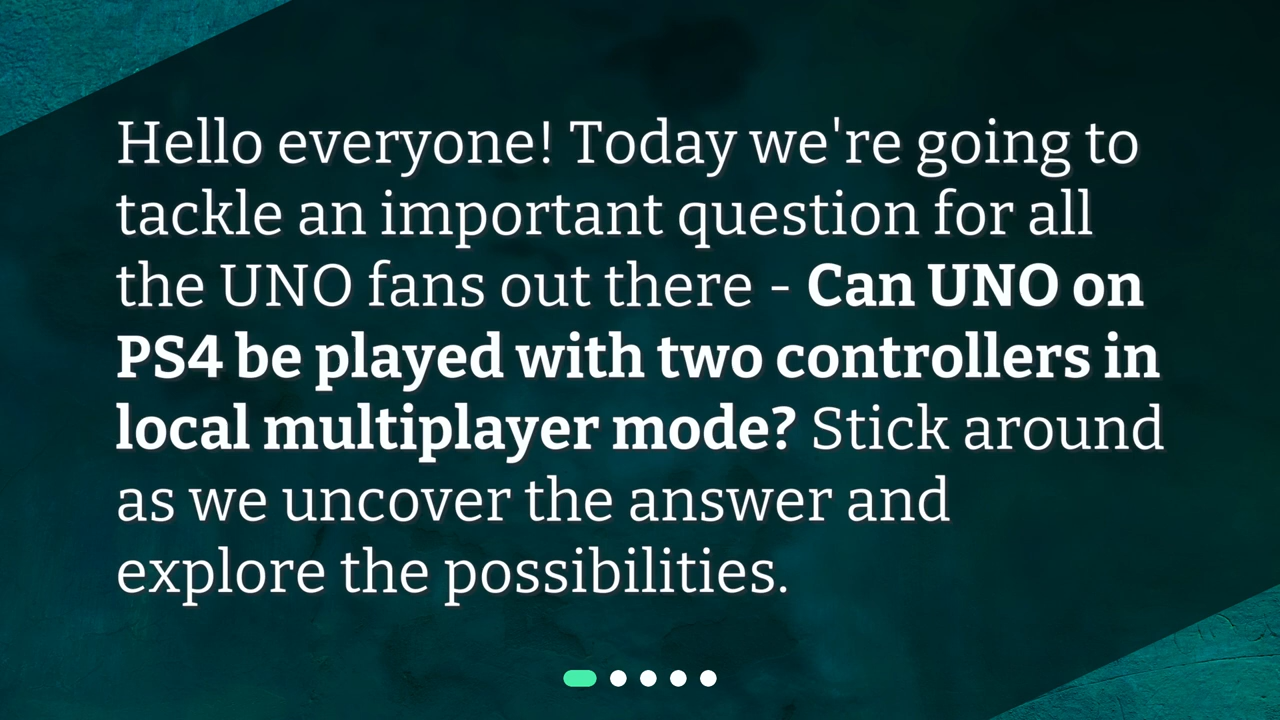 Hello everyone! Today we're going to
tackle an important question for all
the UNO fans out there - Can UNO on
PS4 be played with two controllers in
local multiplayer mode? Stick around
as we uncover the answer and
explore the possibilities.